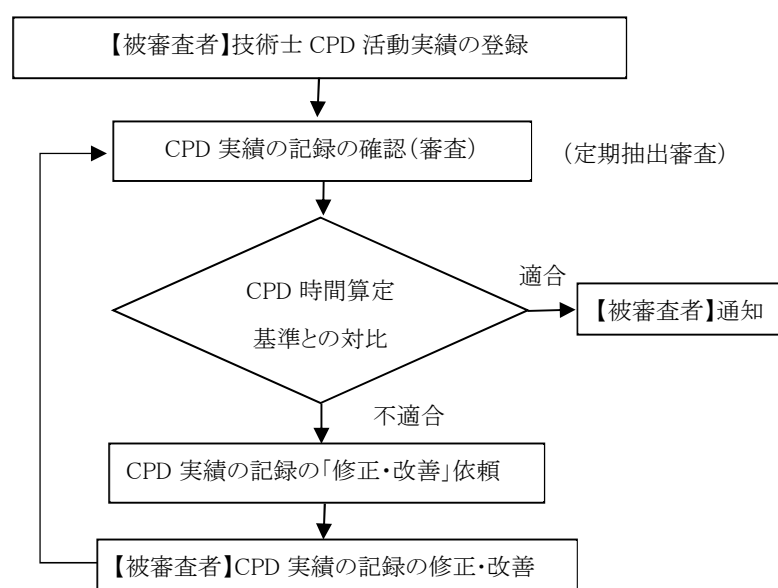 【被審査者】技術士 CPD 活動実績の登録
CPD 実績の記録の確認(審査)
(定期抽出審査)
CPD 時間算定
基準との対比
適合
【被審査者】通知
不適合
CPD 実績の記録の「修正・改善」依頼
【被審査者】CPD 実績の記録の修正・改善